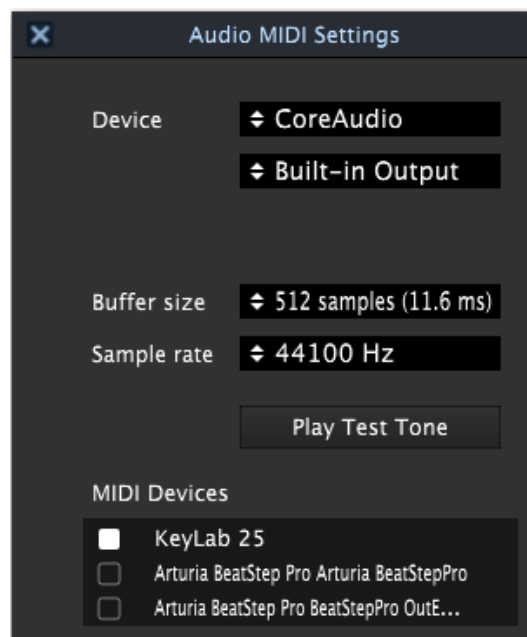 Audio MIDI Settings
Device
CoreAudio
Built-in Output
Buffer size
512 samples (11.6 ms)
Sample rate
44100 Hz
Play Test Tone
MIDI Devices
KeyLab 25
Arturia BeatStep Pro Arturia BeatStepPro
Arturia BeatStep Pro BeatStepPro OutE...